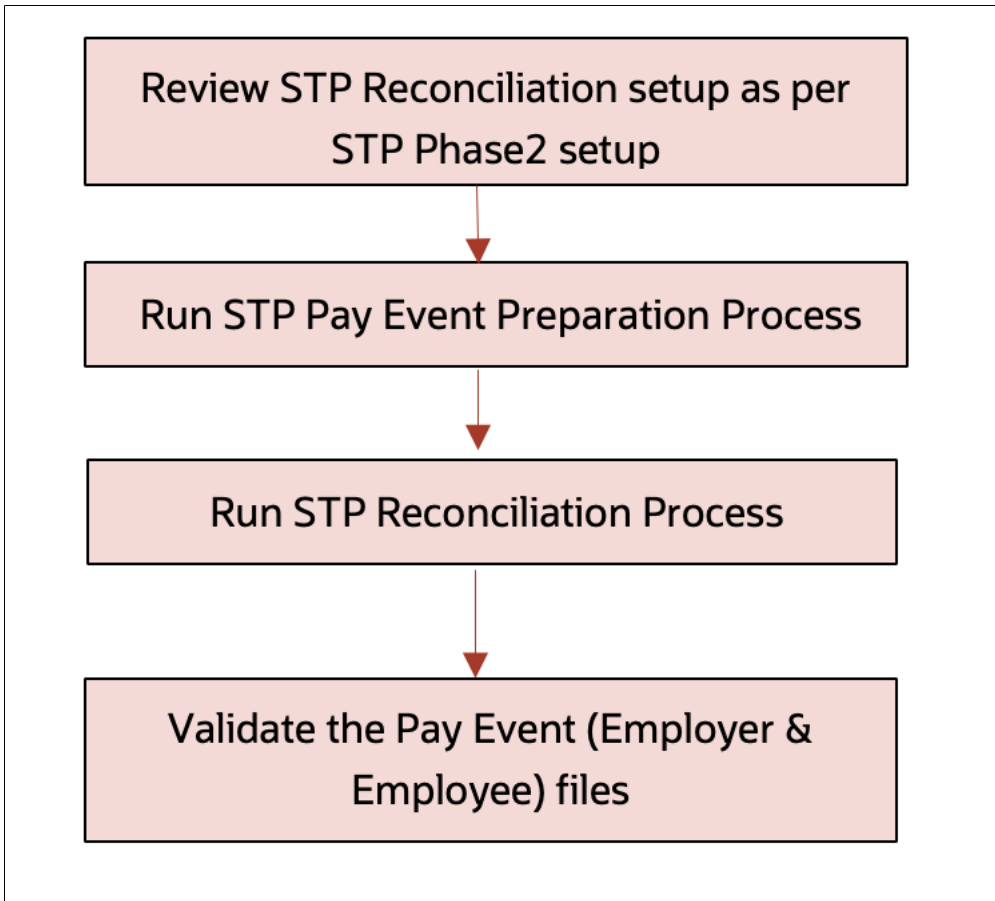 Review STP Reconciliation setup as per
STP Phase2 setup
Run STP Pay Event Preparation Process
Run STP Reconciliation Process
Validate the Pay Event (Employer &
Employee) files